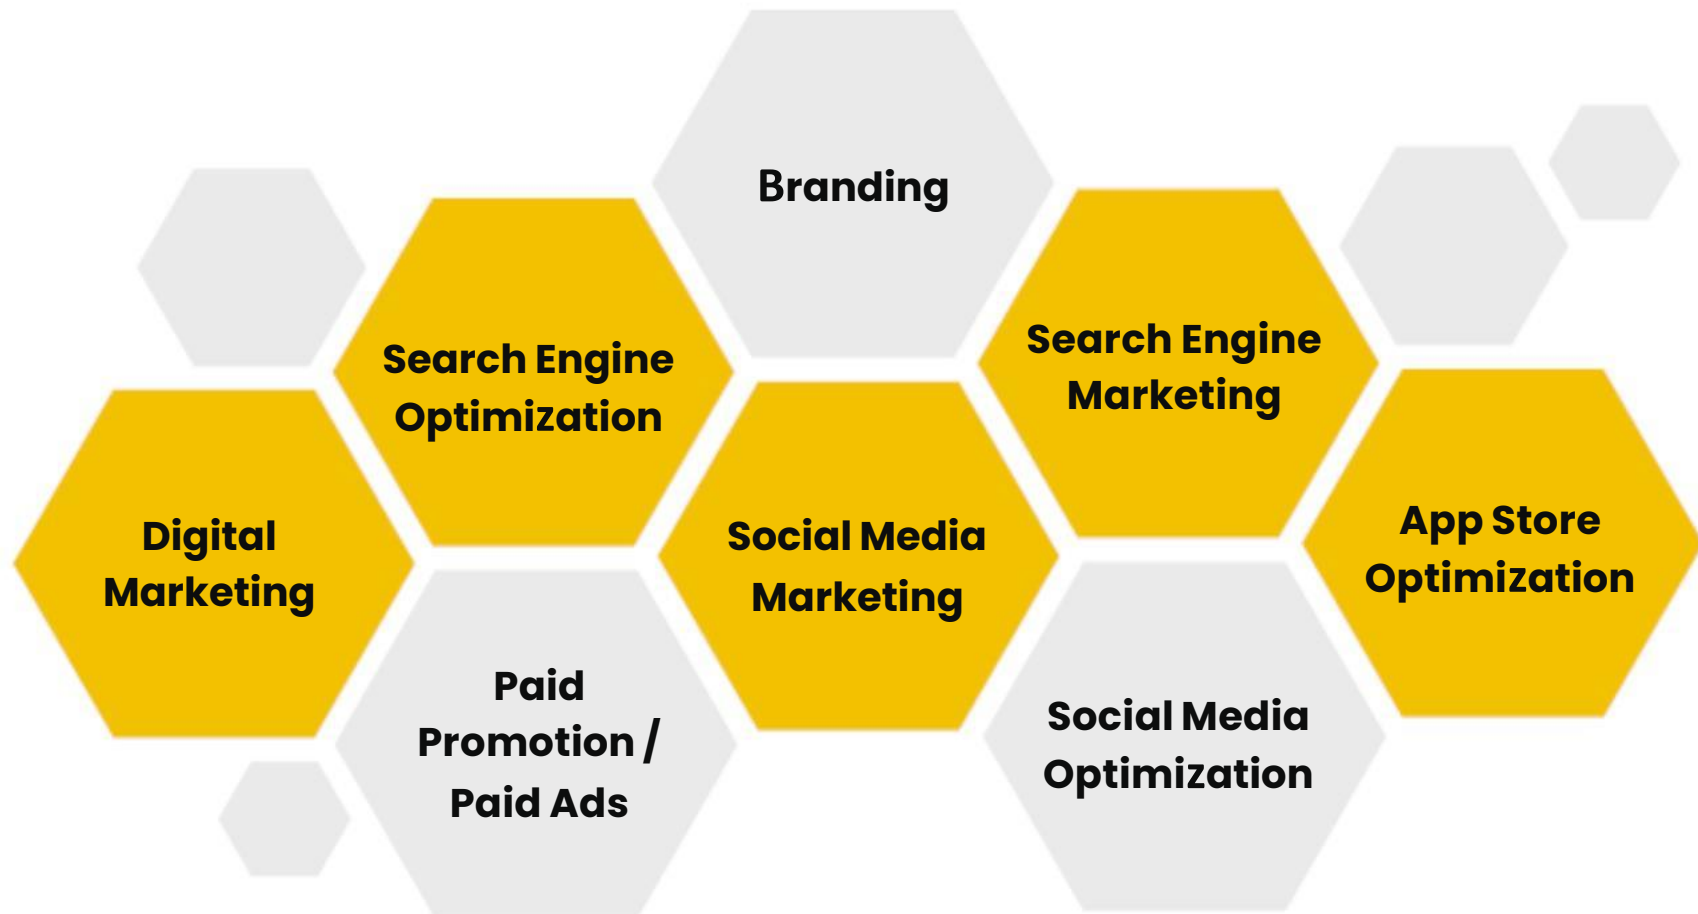 Branding
Search Engine
Optimization
Search Engine
Marketing
Digital
Marketing
Social Media
Marketing
App Store
Optimization
Paid
Promotion /
Paid Ads
Social Media
Optimization